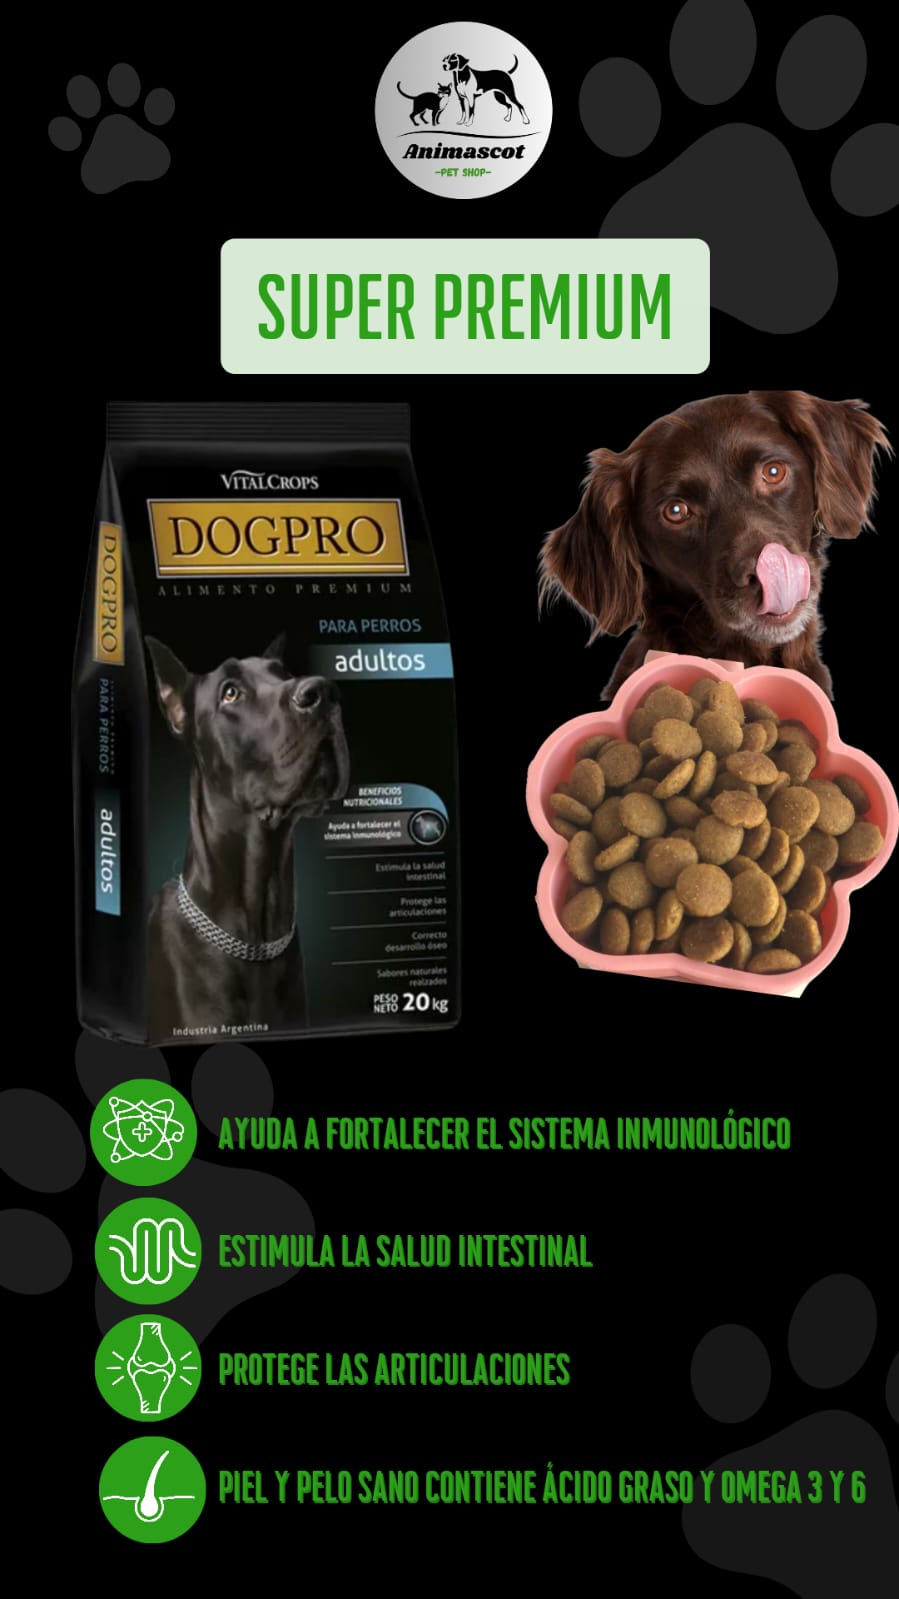 Animascot
-PET SHOP-
SUPER PREMIUM
VITALCROPS
DOGPRO
ALIMENTO PREMIUM
PARA PERROS
adultos
BENEFICIOS
NUTRICIONALES
Ayuda a fortalecer el
sistema inmunológico
Estimula la salud
intestinal
Protege las
articulaciones
Correcto
desarrollo óseo
Sabores naturales
realzados
PESO
NETO 20 kg
Industria Argentina
DOGPRO
PARA PERROS
adultos
AYUDA A FORTALECER EL SISTEMA INMUNOLÓGICO
ESTIMULA LA SALUD INTESTINAL
PROTEGE LAS ARTICULACIONES
PIEL Y PELO SANO CONTIENE ÁCIDO GRASO Y OMEGA 3 Y 6